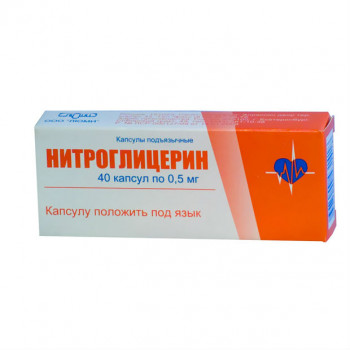 Капсулы подъязычные
НИТРОГЛИЦЕРИН
40 капсул по 0,5 мг
Капсулу положить под язык